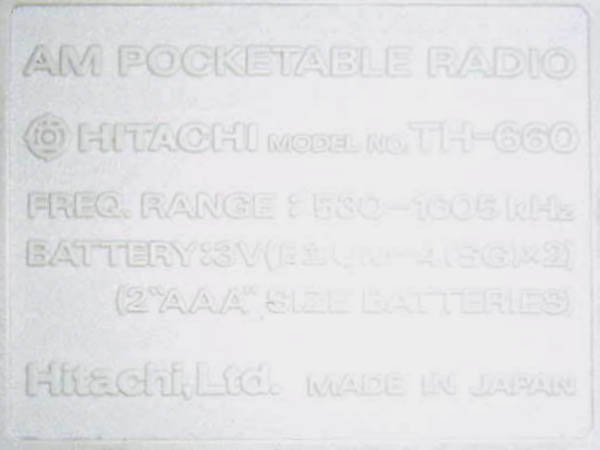 AM POCKETABLE RADIO
HITACHI MODEL NO. TH-660
FREQ. RANGE : 530-1605 kHz
BATTERY:3V(
(2"AAA" SIZE BATTERIES)
Hitachi, Ltd. MADE IN JAPAN